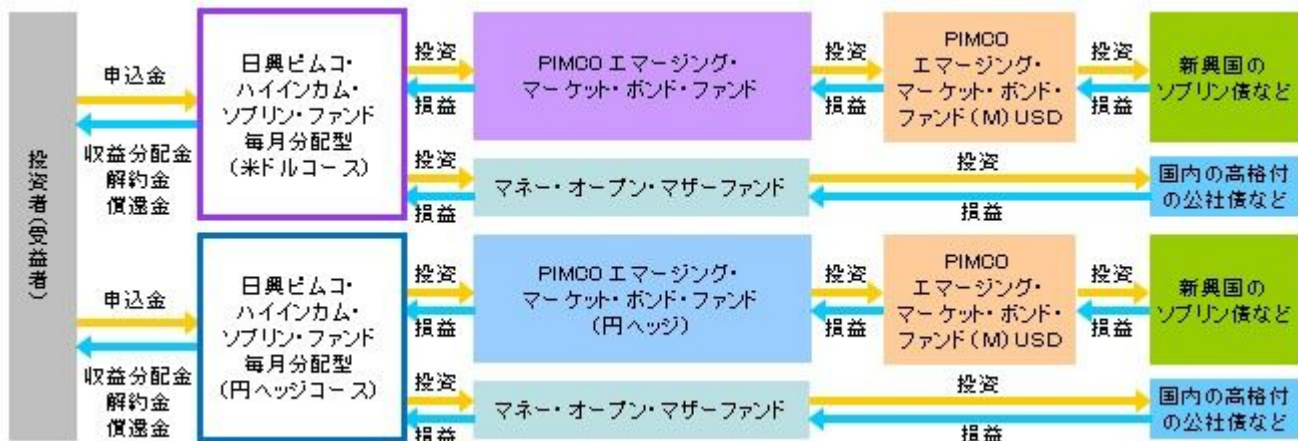 投資者(受益者)
申込金
収益分配金
解約金
償還金
日興ピムコ・
ハイインカム・
ソブリン・ファンド
毎月分配型
(米ドルコース)
投資
損益
PIMCO エマージング・
マーケット・ボンド・ファンド
投資
損益
PIMCO
エマージング・
マーケット・ボンド・
ファンド(M)USD
投資
損益
新興国の
ソブリン債など
投資
損益
マネー・オープン・マザーファンド
投資
損益
国内の高格付
の公社債など
申込金
収益分配金
解約金
償還金
日興ピムコ・
ハイインカム・
ソブリン・ファンド
毎月分配型
(円ヘッジコース)
投資
損益
PIMCO エマージング・
マーケット・ボンド・ファンド
(円ヘッジ)
投資
損益
PIMCO
エマージング・
マーケット・ボンド・
ファンド(M)USD
投資
損益
新興国の
ソブリン債など
投資
損益
マネー・オープン・マザーファンド
投資
損益
国内の高格付
の公社債など